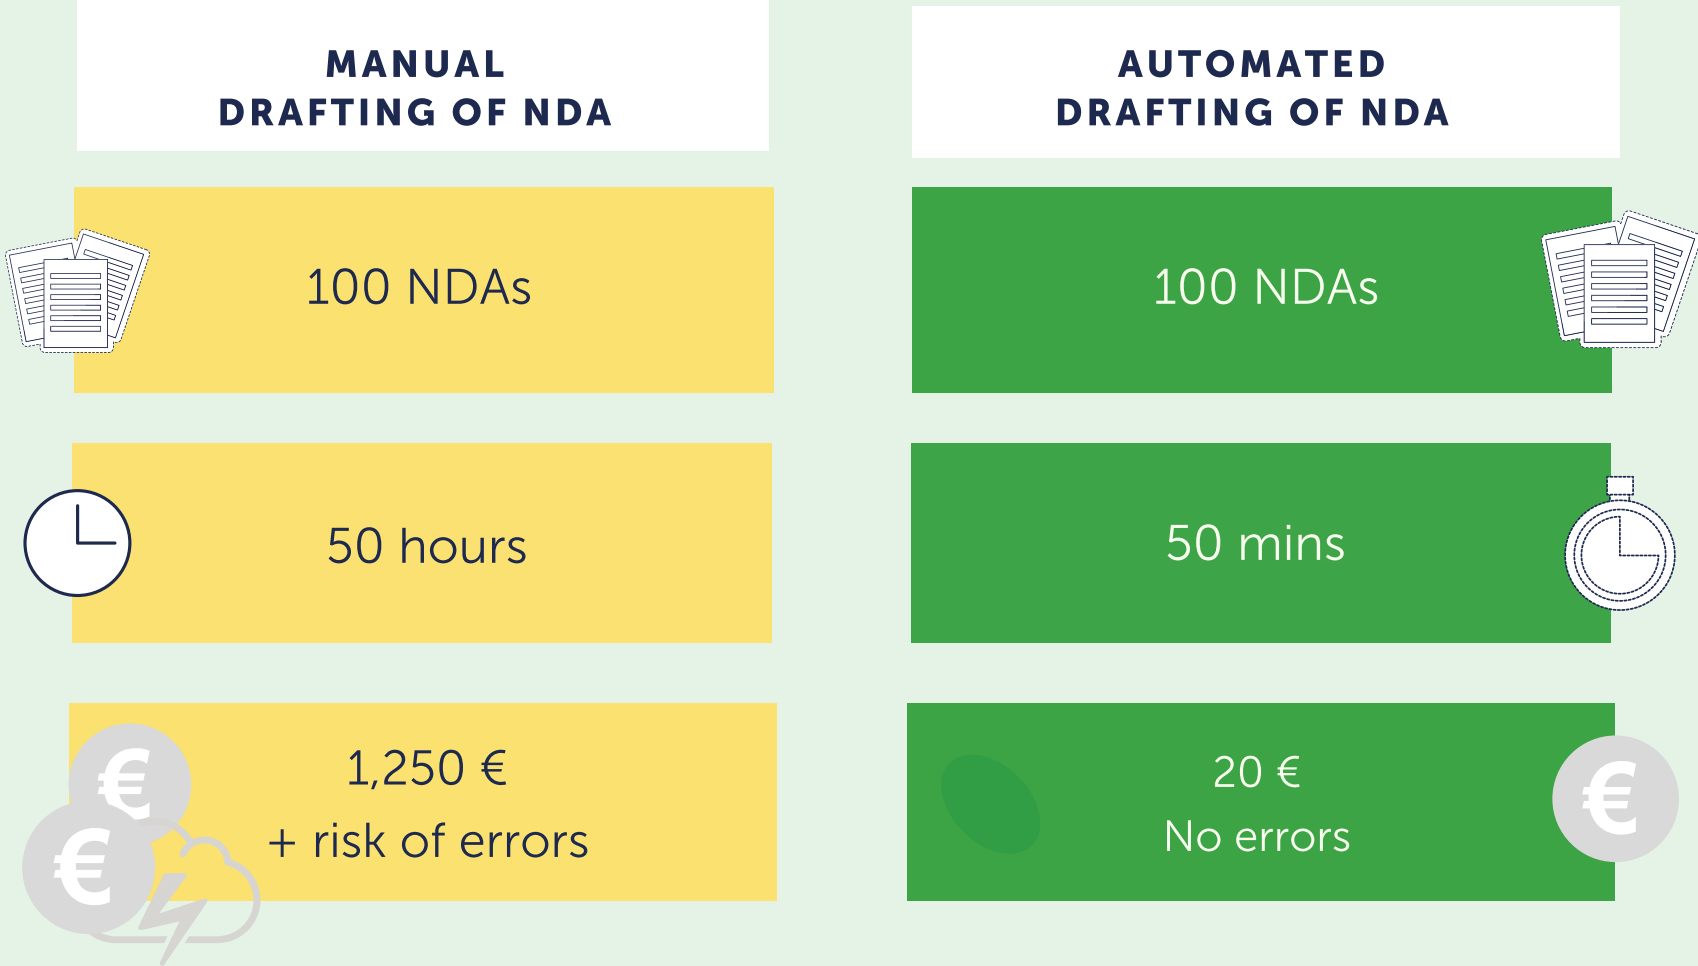 MANUAL
DRAFTING OF NDA
100 NDAs
50 hours
1,250 €
+ risk of errors
€
€
AUTOMATED
DRAFTING OF NDA
100 NDAs
50 mins
20 €
No errors
€